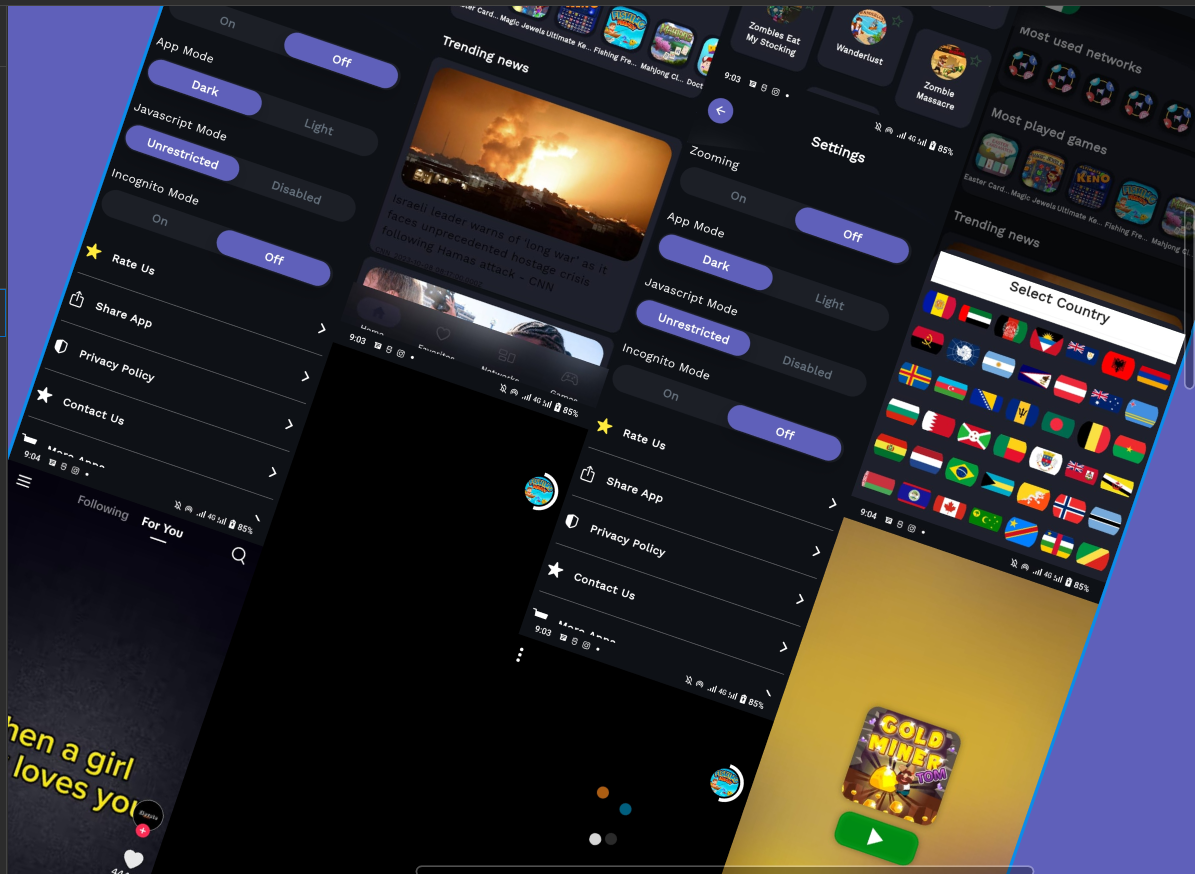 On
Off
App Mode
Dark
Light
Javascript Mode
Unrestricted
Disabled
Incognito Mode
On
Off
Rate Us
Share App
Privacy Policy
Contact Us
More Apps
9:04
4G
85%
Following
For You
hen a girl
loves you
ster Card... Magic Jewels Ultimate Ke... Fishing Fre... Mahjong Cl... Doct
Trending news
Israeli leader warns of 'long war' as it
faces unprecedented hostage crisis
following Hamas attack - CNN
Home
Favorites
Networks
Games
9:03
4G
85%
Zombies Eat
My Stocking
Wanderlust
Zombie
Massacre
9:03
4G
85%
Settings
Zooming
On
Off
App Mode
Dark
Light
Javascript Mode
Unrestricted
Disabled
Incognito Mode
On
Off
Rate Us
Share App
Privacy Policy
Contact Us
More Apps
9:03
4G
85%
Most used networks
Most played games
Easter Card... Magic Jewels Ultimate Ke... Fishing Fre... Mahjong Cl
KENO
Trending news
Select Country
9:04
4G
85%
GOLD
MINER
TOM